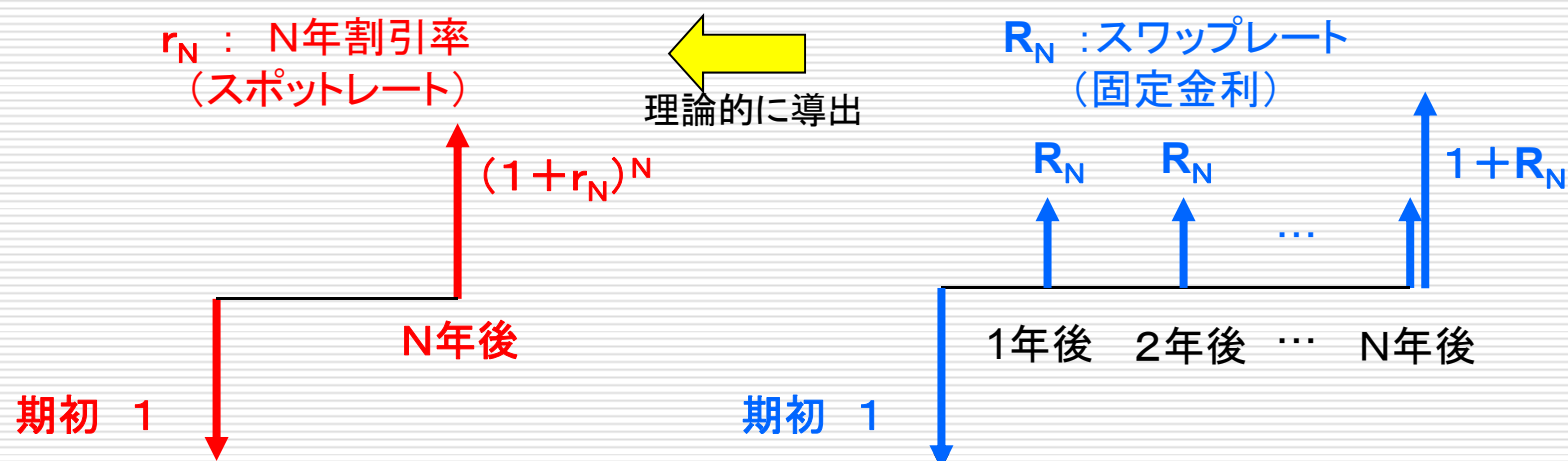 rN : N年割引率
(スポットレート)
理論的に導出
RN :スワップレート
(固定金利)
(1+rN)N
N年後
期初 1
RN RN … 1+RN
1年後 2年後 … N年後
期初 1